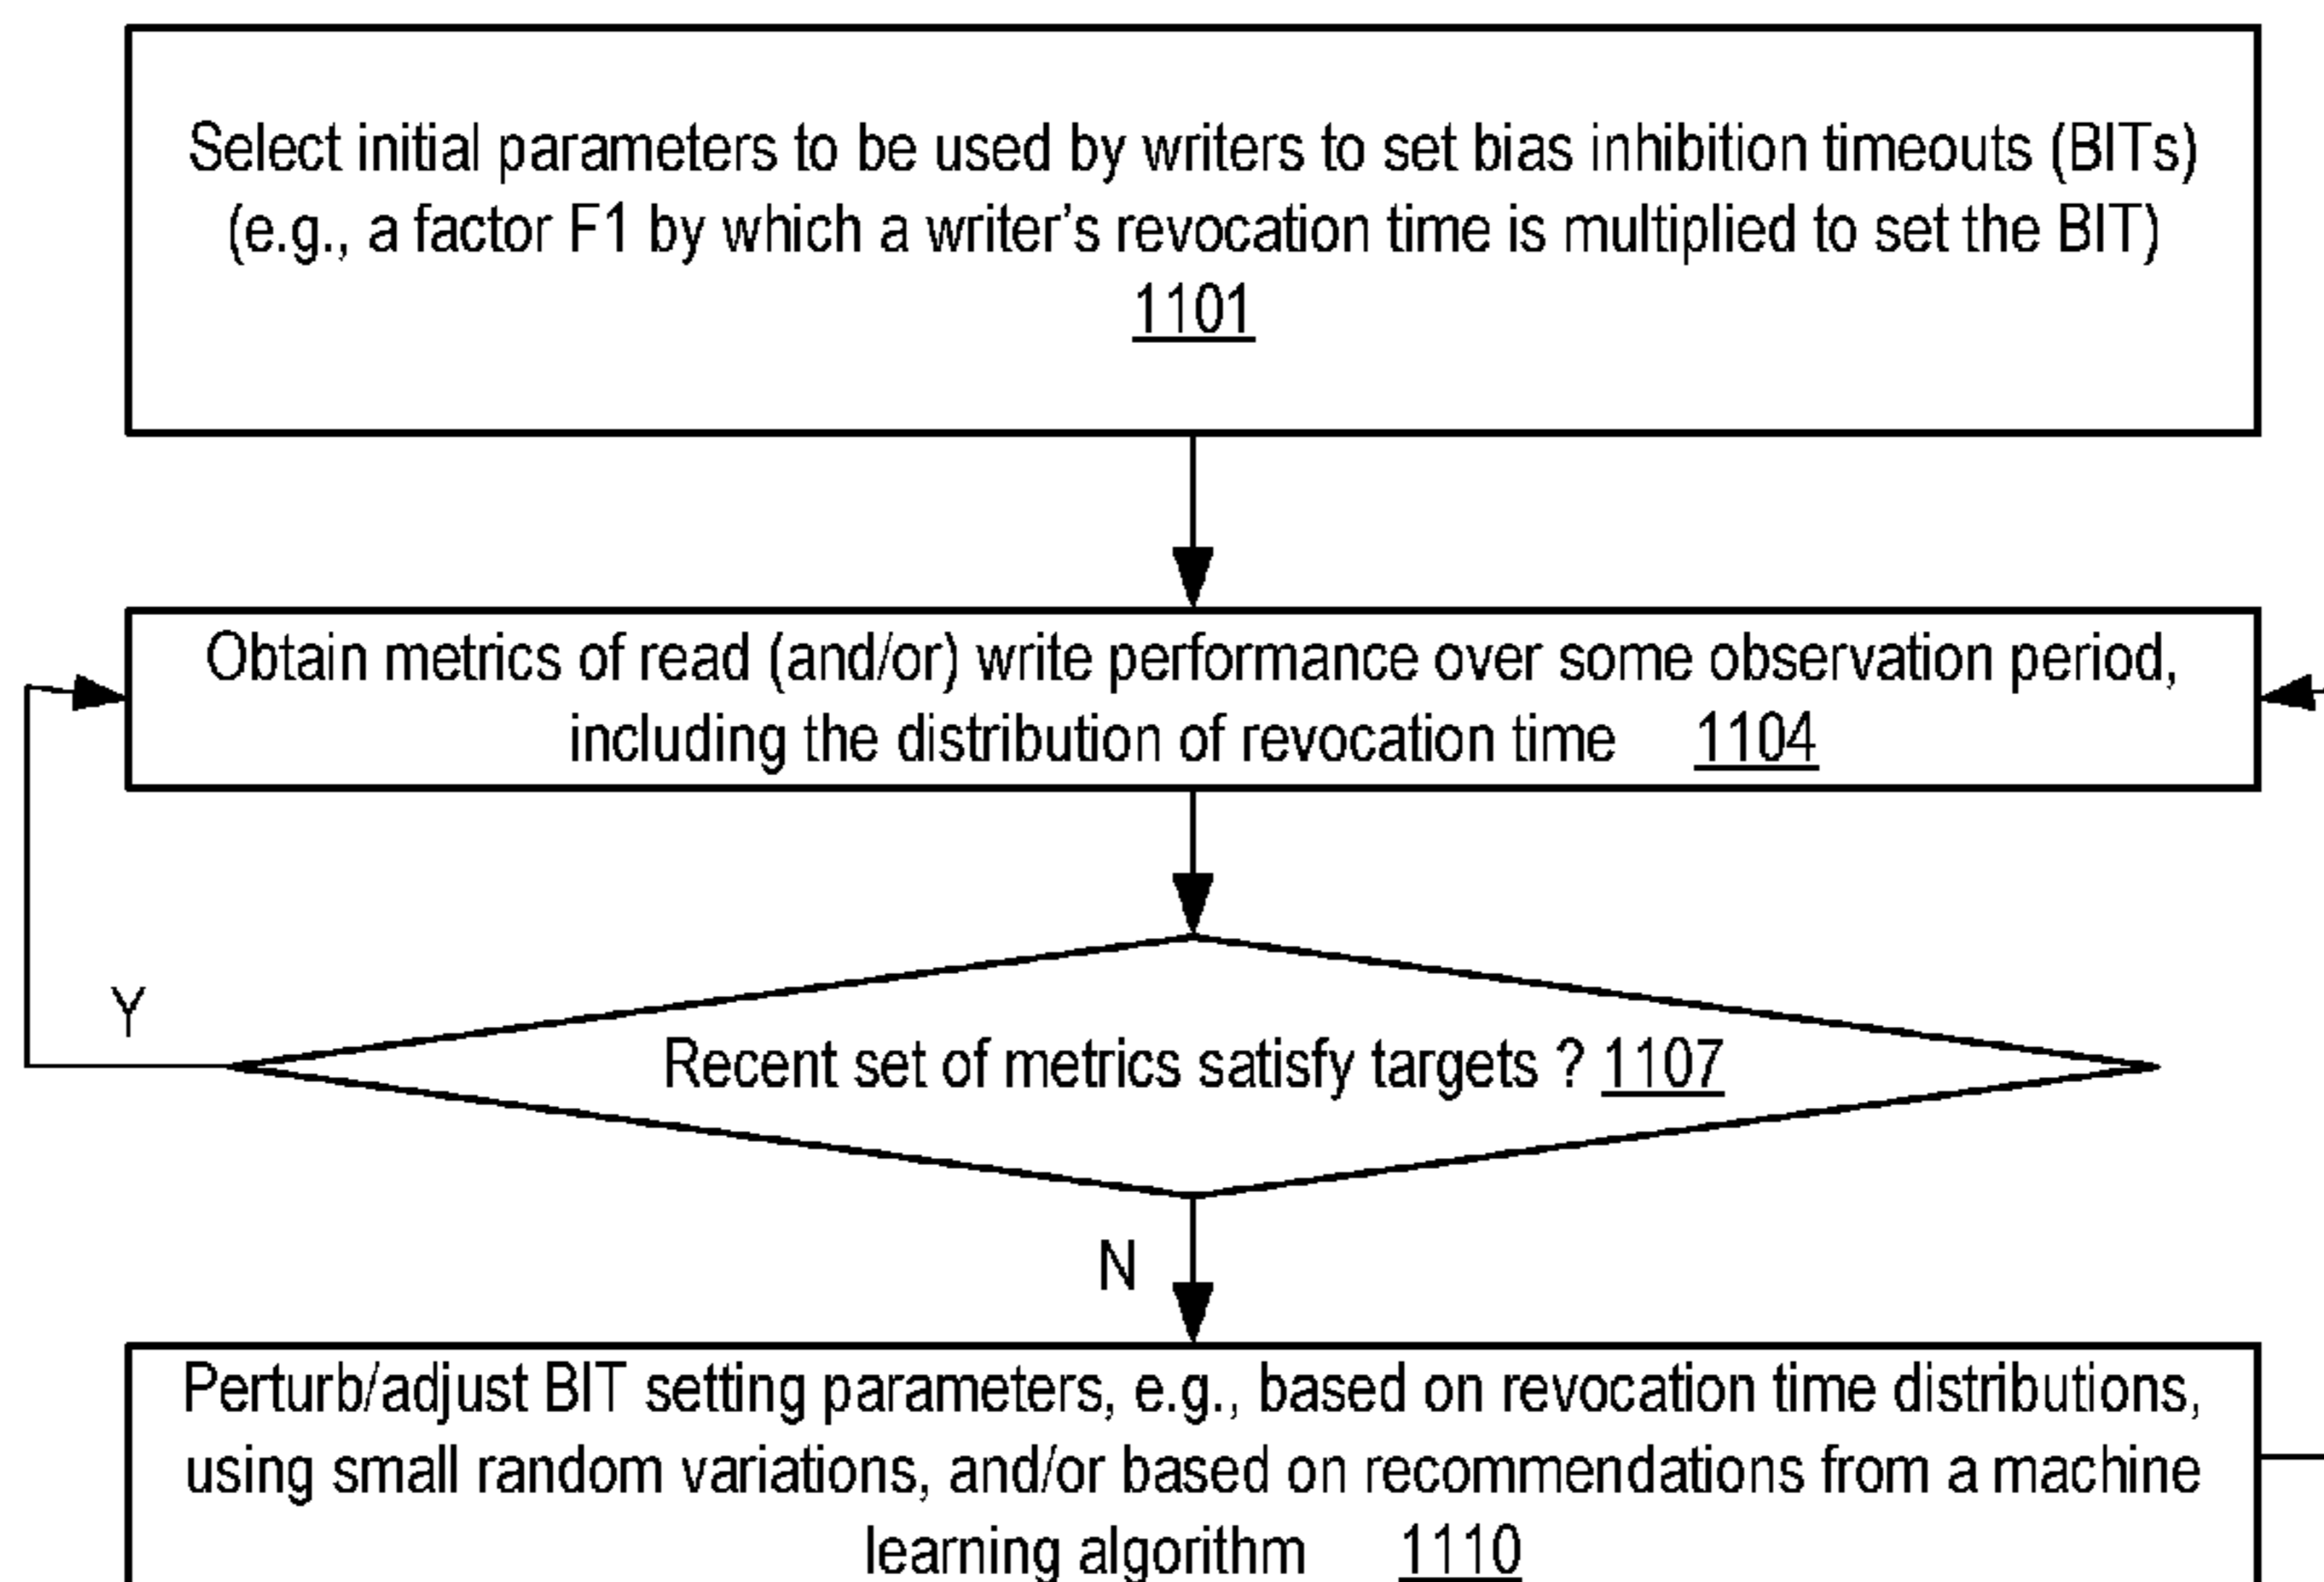 Select initial parameters to be used by writers to set bias inhibition timeouts (BITs)
(e.g., a factor F1 by which a writer's revocation time is multiplied to set the BIT)
1101
Obtain metrics of read (and/or) write performance over some observation period,
including the distribution of revocation time 1104
Y
Recent set of metrics satisfy targets ? 1107
N
Perturb/adjust BIT setting parameters, e.g., based on revocation time distributions,
using small random variations, and/or based on recommendations from a machine
learning algorithm 1110